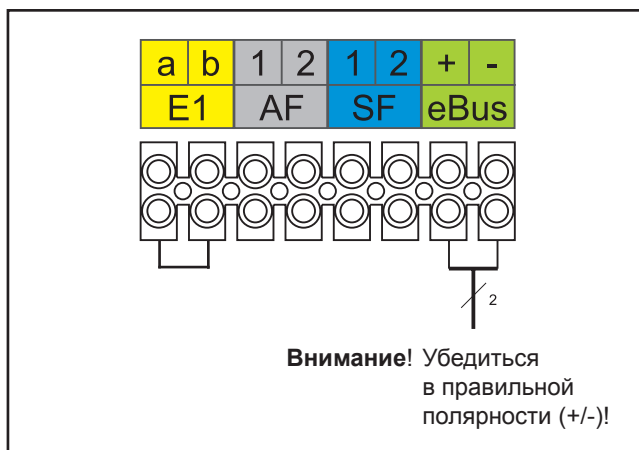 a b 1 2 1 2 + -
E1 AF SF eBus
2
Внимание! Убедиться
в правильной
полярности (+/-)!